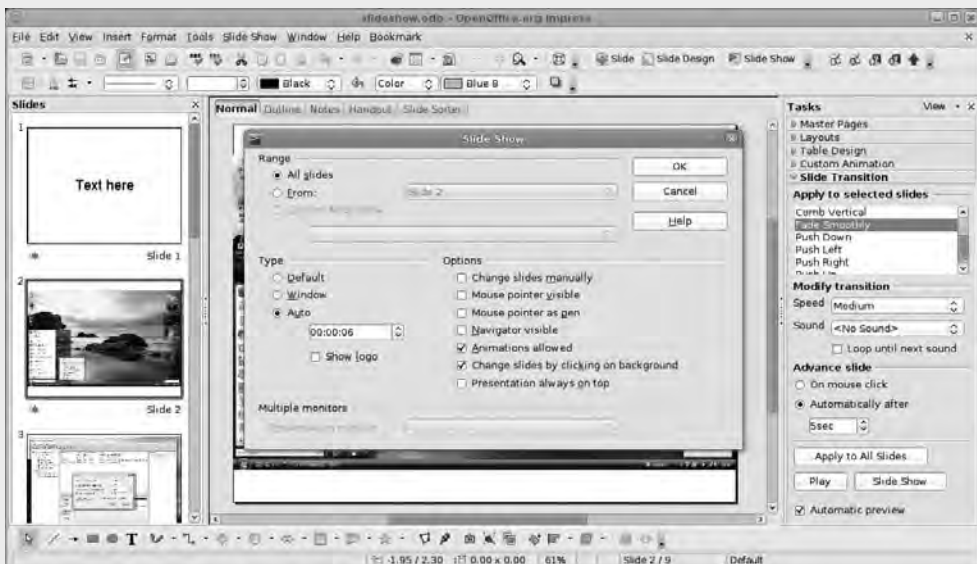 slideshow.odp - OpenOffice.org Impress
File Edit View Insert Format Tools Slide Show Window Help Bookmark
Slide Slide Design Slide Show
Black Color Blue 8
Slides
Normal Outline Notes Handout Slide Sorter
Tasks View
1
Text here
Slide 1
2
Slide 2
3
Slide Show
Range
All slides
From: Slide 2
OK
Cancel
Help
Type
Default
Window
Auto
00:00:06
Show logo
Options
Change slides manually
Mouse pointer visible
Mouse pointer as pen
Navigator visible
Animations allowed
Change slides by clicking on background
Presentation always on top
Multiple monitors
Master Pages
Layouts
Table Design
Custom Animation
Slide Transition
Apply to selected slides
Comb Vertical
Fade Smoothly
Push Down
Push Left
Push Right
Push Up
Modify transition
Speed Medium
Sound <No Sound>
Loop until next sound
Advance slide
On mouse click
Automatically after
5sec
Apply to All Slides
Play Slide Show
Automatic preview
-1.95 / 2.30 0.00 x 0.00 61% Slide 2 / 9 Default